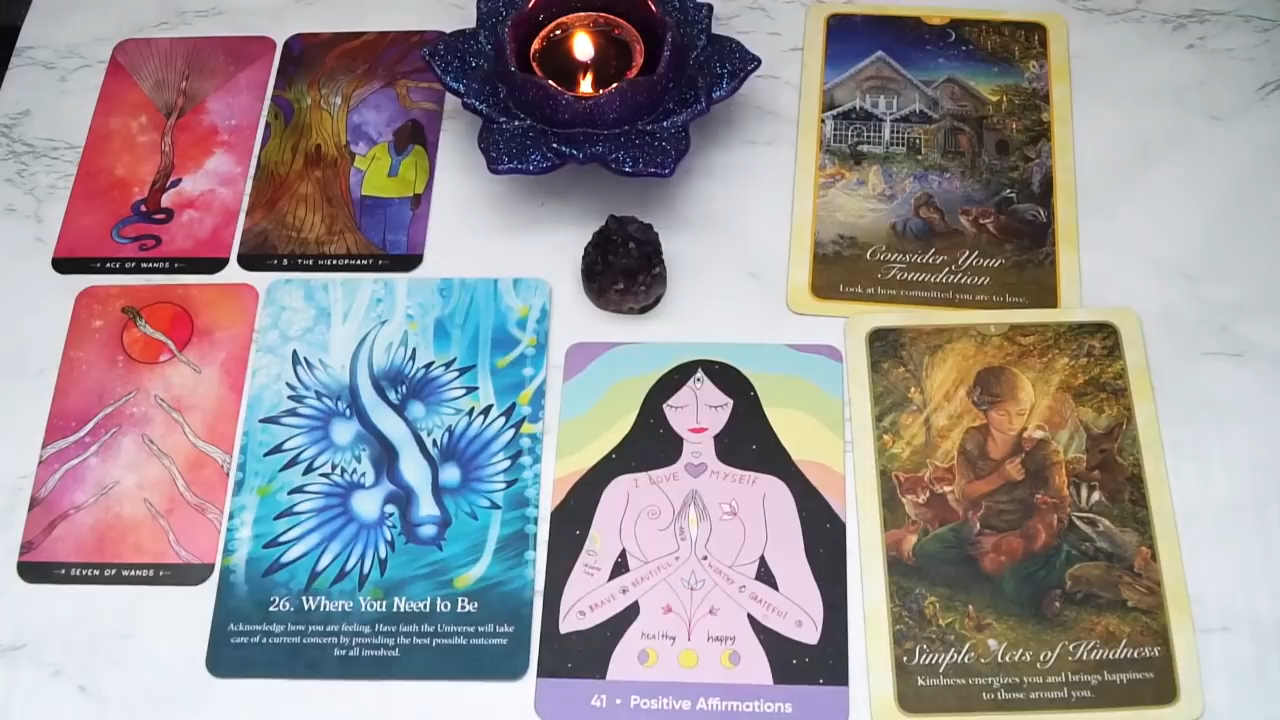 ACE OF WANDS
5 · THE HIEROPHANT
SEVEN OF WANDS
26. Where You Need to Be
Acknowledge how you are feeling. Have faith the Universe will take
care of a current concern by providing the best possible outcome
for all involved.
I LOVE MYSELF
BRAVE BEAUTIFUL
WORTHY GRATEFUL
healthy happy
41 • Positive Affirmations
Consider Your
Foundation
Look at how committed you are to love.
Simple Acts of Kindness
Kindness energizes you and brings happiness
to those around you.